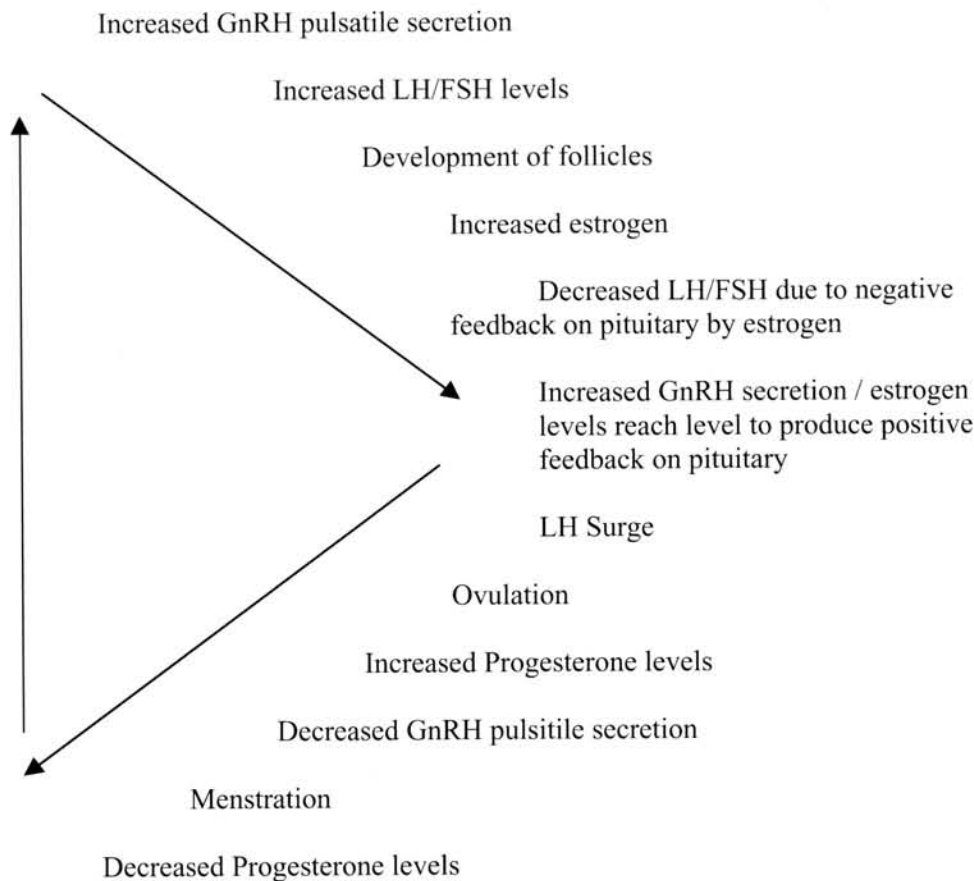 Increased GnRH pulsatile secretion
Increased LH/FSH levels
Development of follicles
Increased estrogen
Decreased LH/FSH due to negative
feedback on pituitary by estrogen
Increased GnRH secretion / estrogen
levels reach level to produce positive
feedback on pituitary
LH Surge
Ovulation
Increased Progesterone levels
Decreased GnRH pulsitile secretion
Menstration
Decreased Progesterone levels